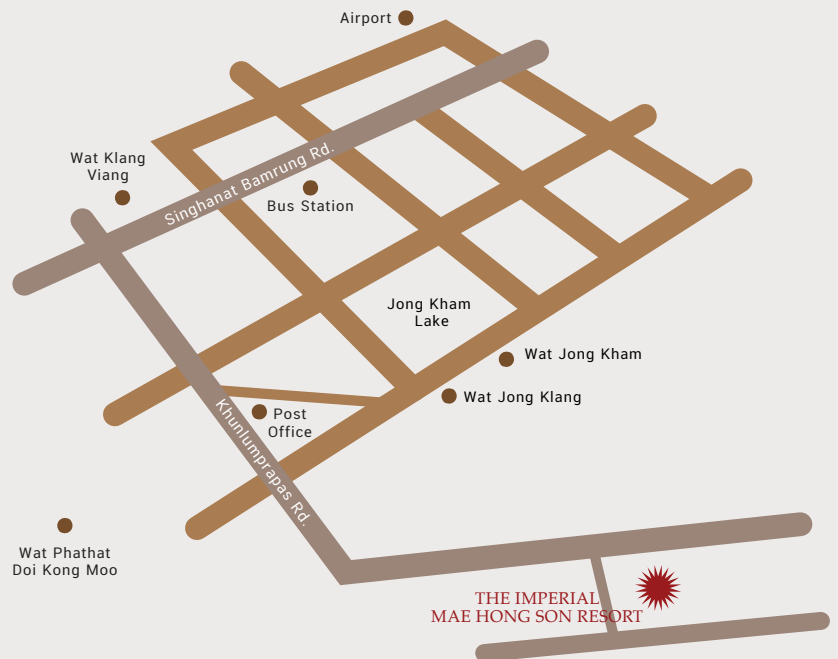 Airport
Wat Klang
Viang
Singhanat Bamrung Rd.
Bus Station
Jong Kham
Lake
Wat Jong Kham
Wat Jong Klang
Post
Office
Khunlumprapas Rd.
Wat Phathat
Doi Kong Moo
THE IMPERIAL
MAE HONG SON RESORT